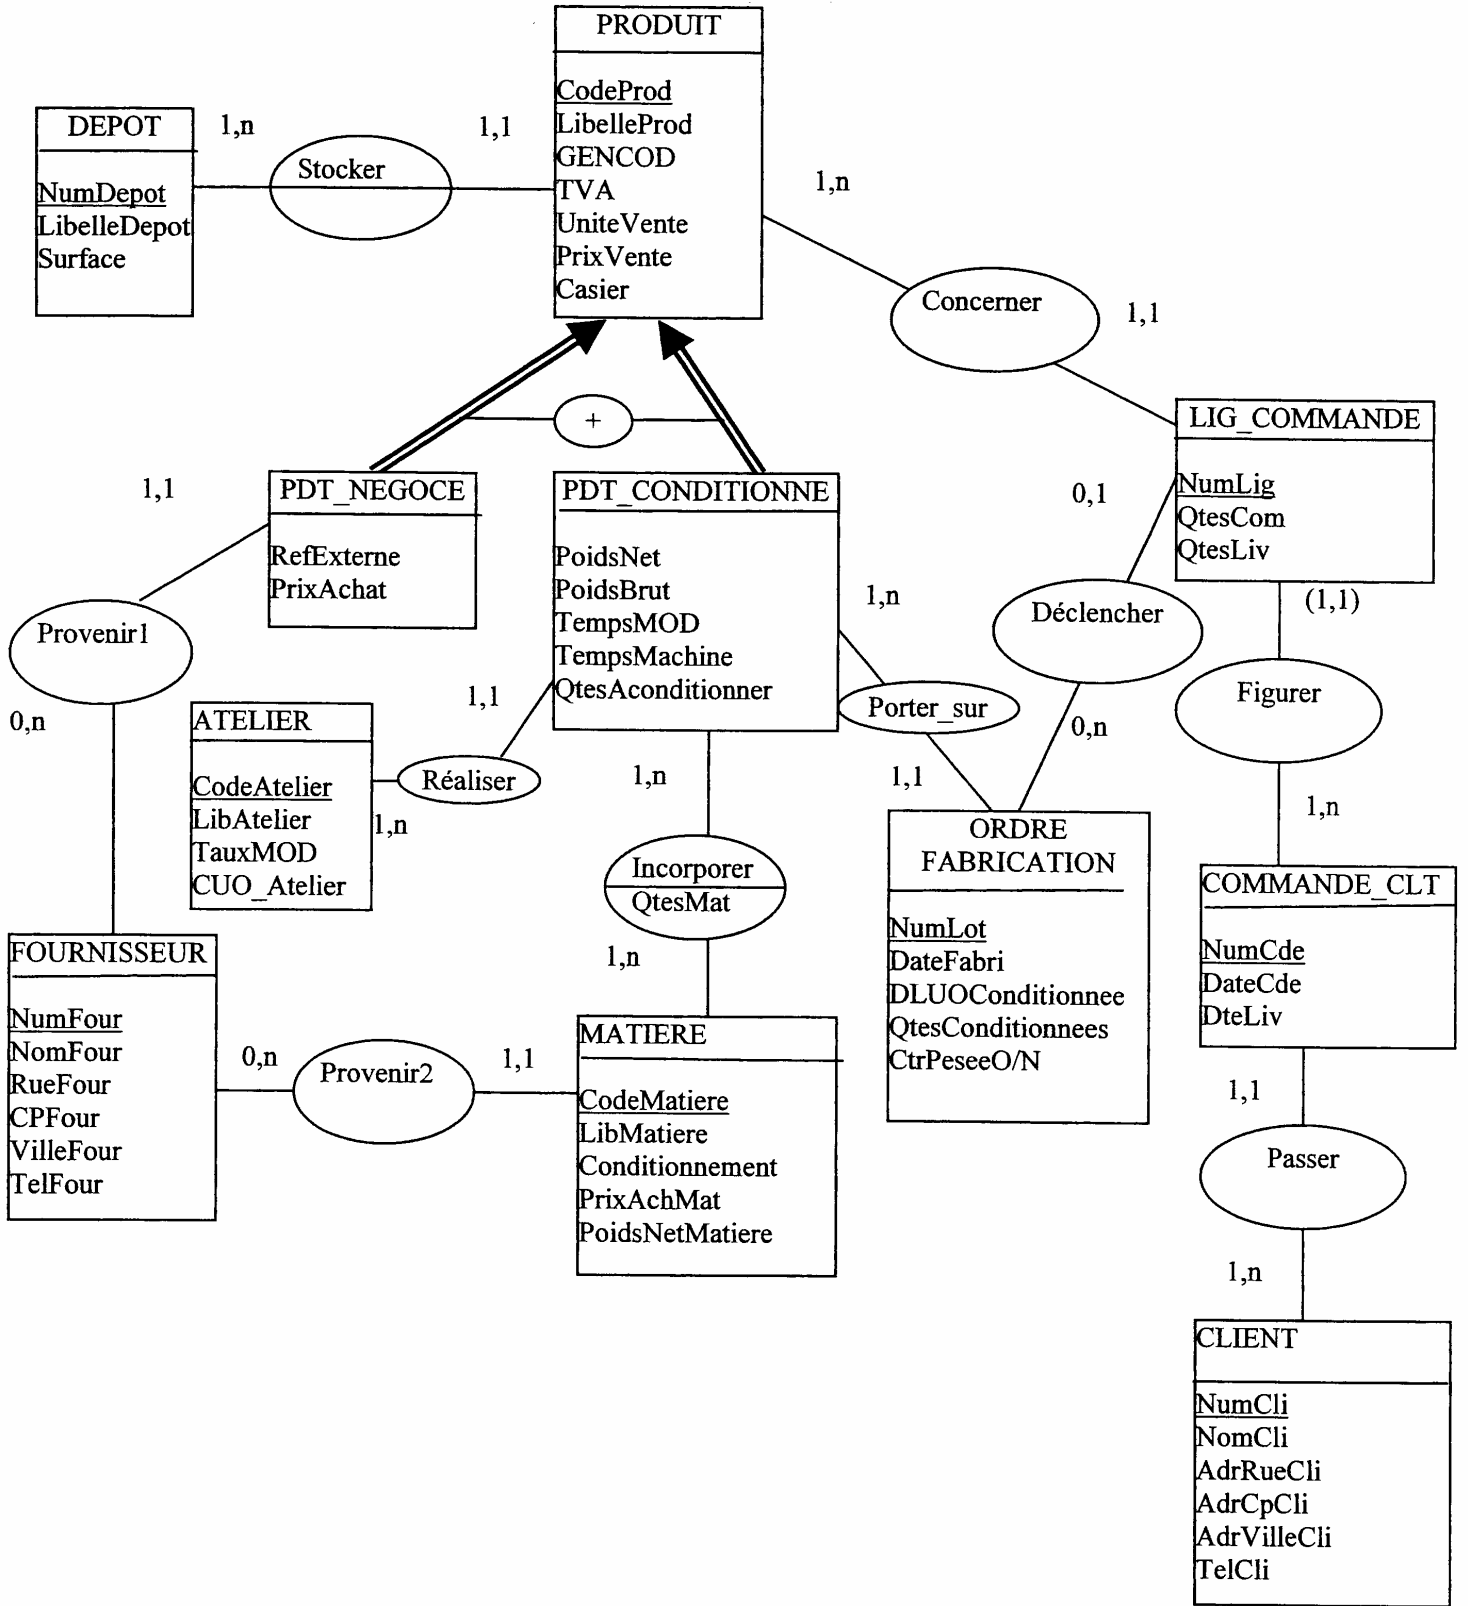 PRODUIT
CodeProd
LibelleProd
GENCOD
TVA
UniteVente
PrixVente
Casier
DEPOT
NumDepot
LibelleDepot
Surface
1,n
Stocker
1,1
1,n
Concerner
1,1
+
LIG_COMMANDE
NumLig
QtesCom
QtesLiv
PDT_NEGOCE
RefExterne
PrixAchat
PDT_CONDITIONNE
PoidsNet
PoidsBrut
TempsMOD
TempsMachine
QtesAconditionner
1,1
Provenir1
0,n
0,1
Déclencher
0,n
(1,1)
Figurer
1,n
1,n
Porter_sur
1,1
ATELIER
CodeAtelier
LibAtelier
TauxMOD
CUO_Atelier
1,1
Réaliser
1,n
1,n
Incorporer
QtesMat
1,n
ORDRE
FABRICATION
NumLot
DateFabri
DLUOConditionnee
QtesConditionnees
CtrPeseeO/N
COMMANDE_CLT
NumCde
DateCde
DteLiv
FOURNISSEUR
NumFour
NomFour
RueFour
CPFour
VilleFour
TelFour
0,n
Provenir2
1,1
MATIERE
CodeMatiere
LibMatiere
Conditionnement
PrixAchMat
PoidsNetMatiere
1,1
Passer
1,n
CLIENT
NumCli
NomCli
AdrRueCli
AdrCpCli
AdrVilleCli
TelCli